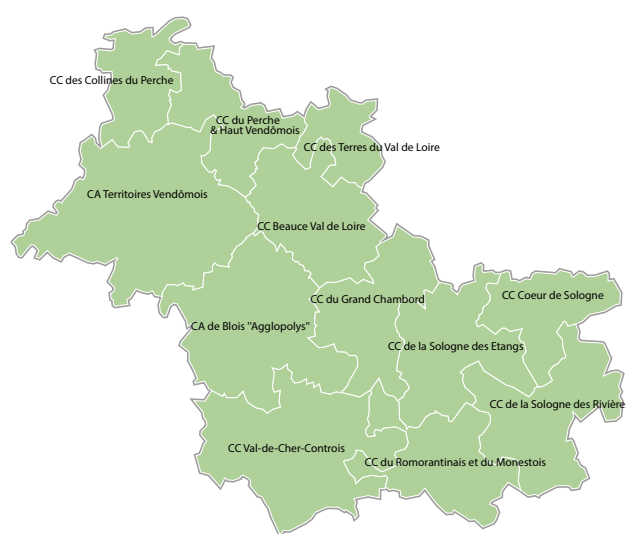 CC des Collines du Perche
CC du Perche
& Haut Vendômois
CC des Terres du Val de Loire
CA Territoires Vendômois
CC Beauce Val de Loire
CC du Grand Chambord
CC Coeur de Sologne
CA de Blois "Agglopolys"
CC de la Sologne des Etangs
CC de la Sologne des Rivière
CC Val-de-Cher-Controis
CC du Romorantinais et du Monestois